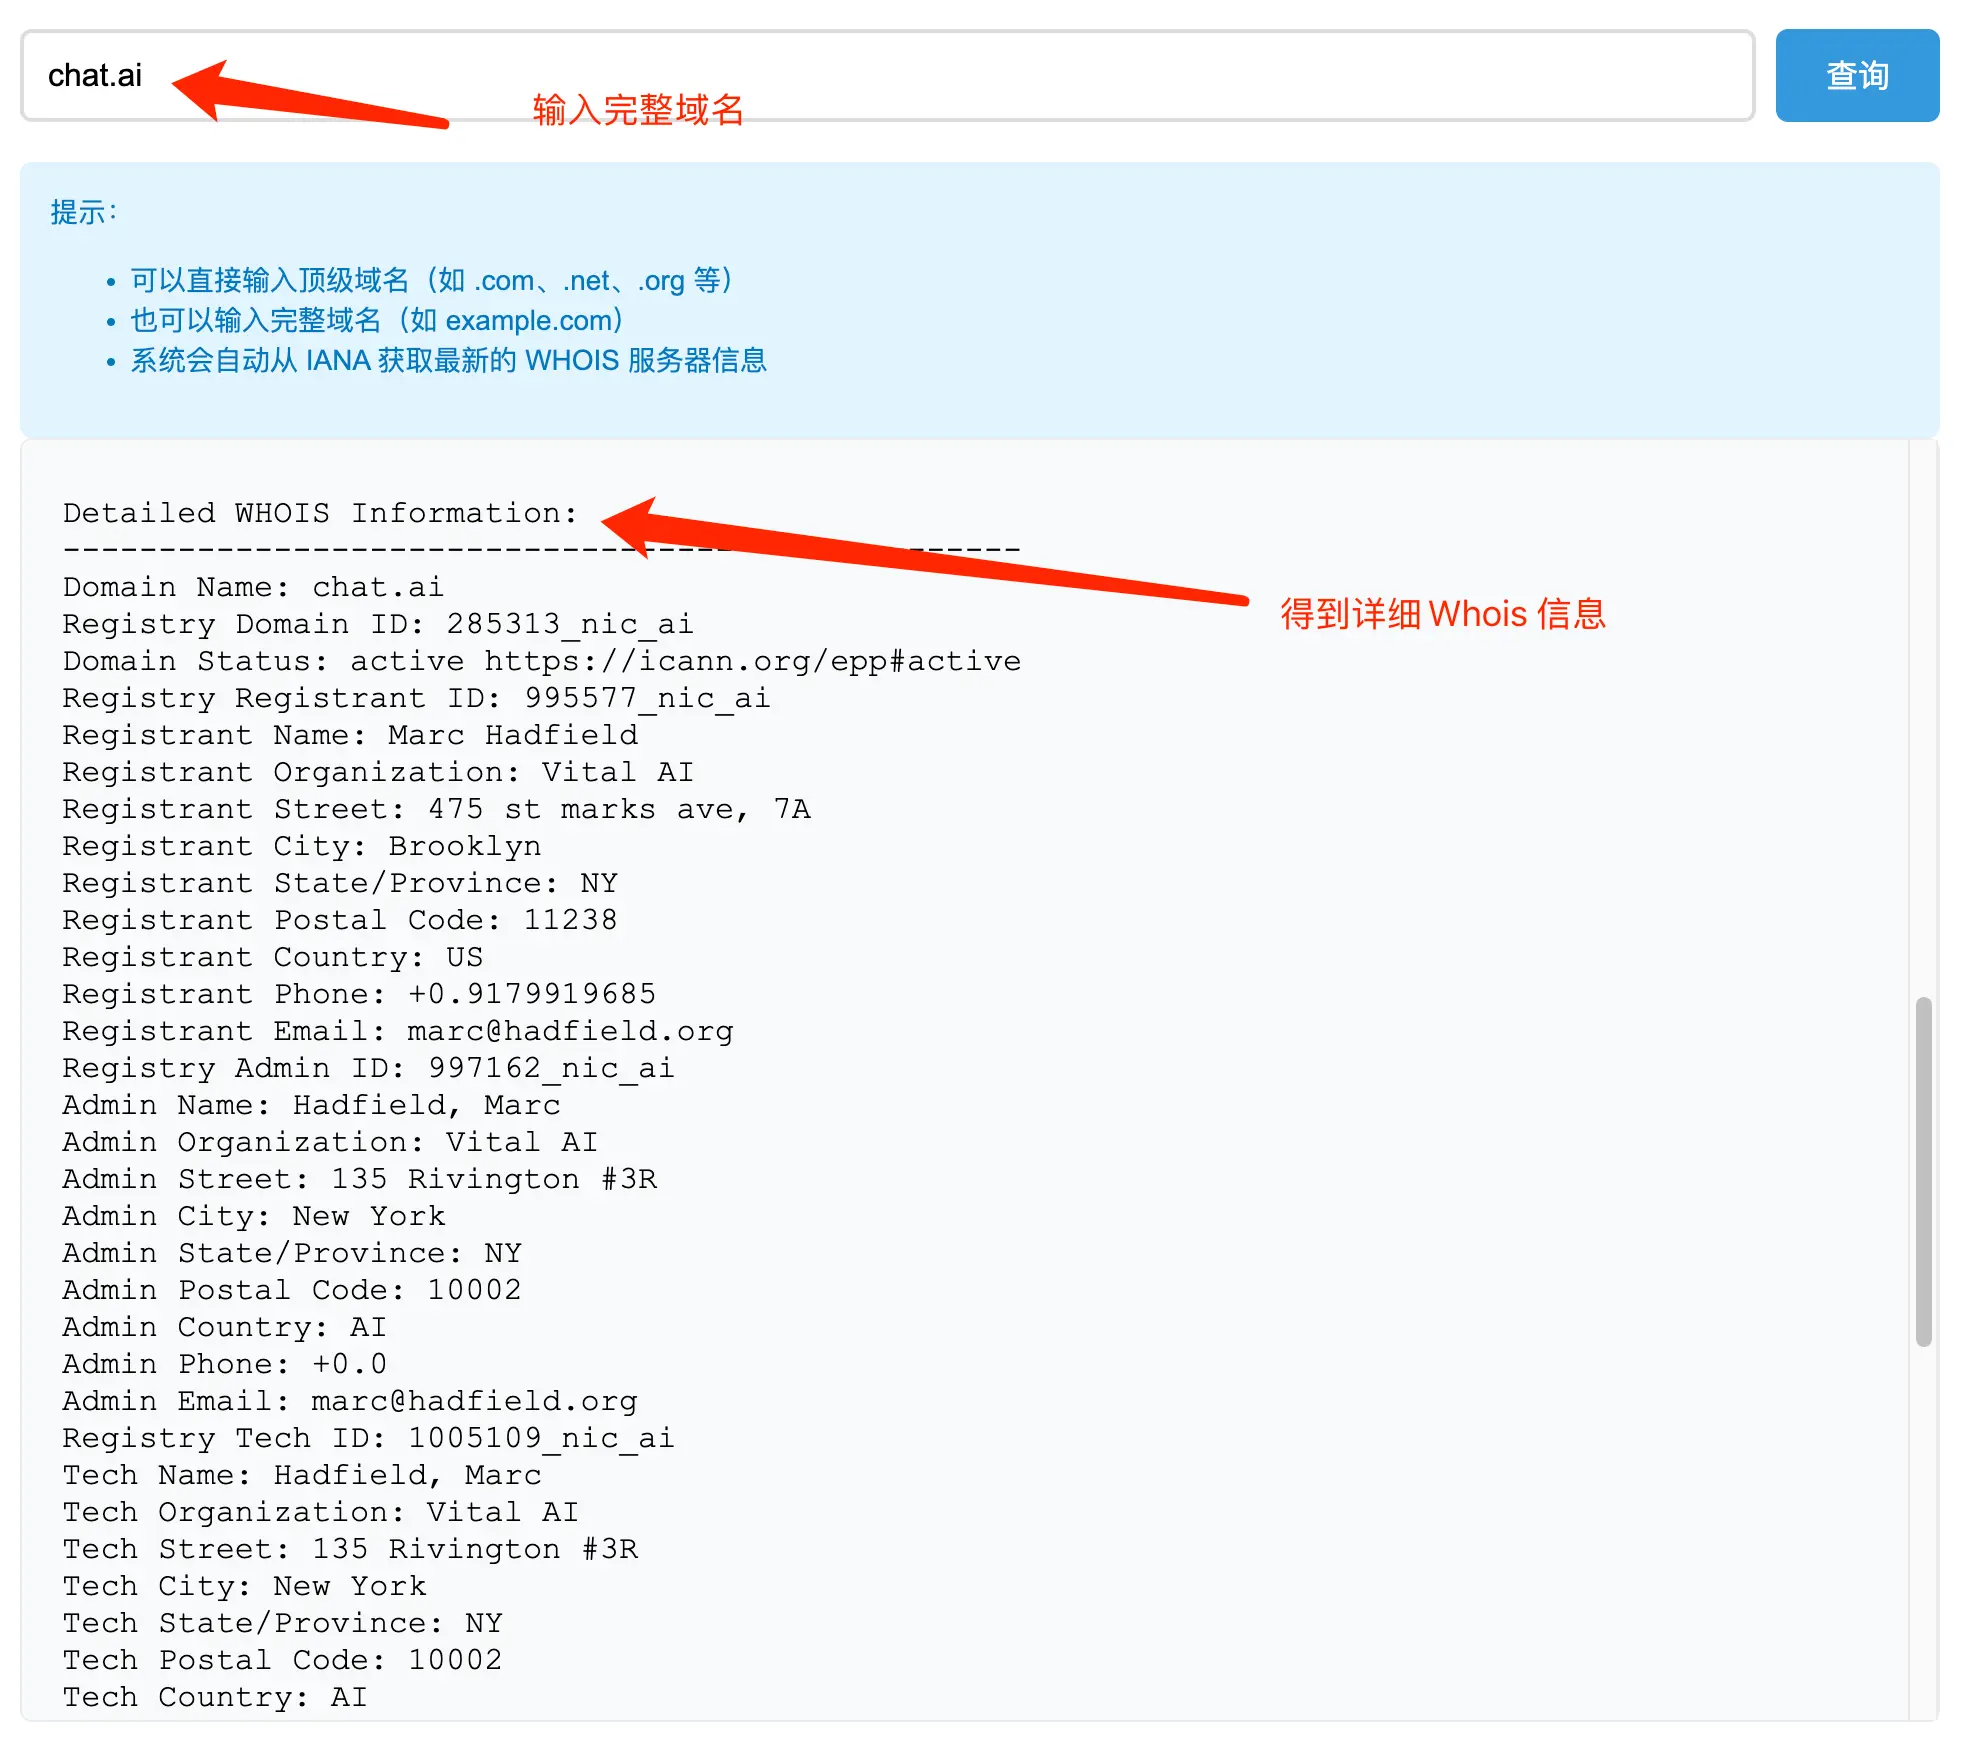 chat.ai
输入完整域名
查询
提示：
• 可以直接输入顶级域名（如 .com、.net、.org 等）
• 也可以输入完整域名（如 example.com）
• 系统会自动从 IANA 获取最新的 WHOIS 服务器信息
Detailed WHOIS Information:
--------------------------------------------------
得到详细 Whois 信息
Domain Name: chat.ai
Registry Domain ID: 285313_nic_ai
Domain Status: active https://icann.org/epp#active
Registry Registrant ID: 995577_nic_ai
Registrant Name: Marc Hadfield
Registrant Organization: Vital AI
Registrant Street: 475 st marks ave, 7A
Registrant City: Brooklyn
Registrant State/Province: NY
Registrant Postal Code: 11238
Registrant Country: US
Registrant Phone: +0.9179919685
Registrant Email: marc@hadfield.org
Registry Admin ID: 997162_nic_ai
Admin Name: Hadfield, Marc
Admin Organization: Vital AI
Admin Street: 135 Rivington #3R
Admin City: New York
Admin State/Province: NY
Admin Postal Code: 10002
Admin Country: AI
Admin Phone: +0.0
Admin Email: marc@hadfield.org
Registry Tech ID: 1005109_nic_ai
Tech Name: Hadfield, Marc
Tech Organization: Vital AI
Tech Street: 135 Rivington #3R
Tech City: New York
Tech State/Province: NY
Tech Postal Code: 10002
Tech Country: AI